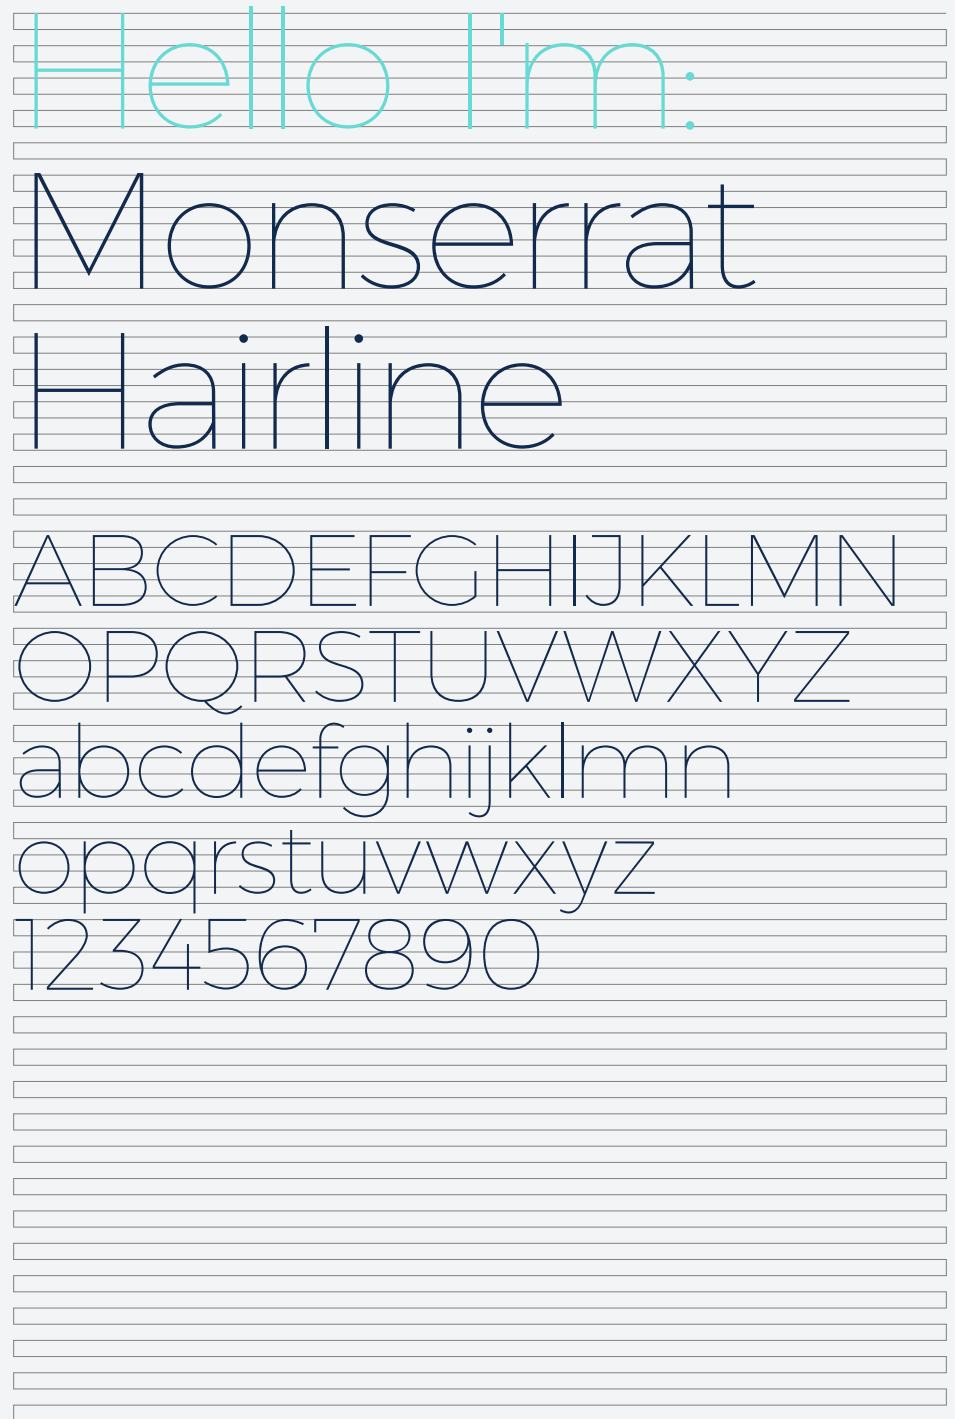 Hello I'm:
Monserrat
Hairline
ABCDEFGHIJKLMN
OPQRSTUVWXYZ
abcdefghijklmn
opqrstuvwxyz
1234567890